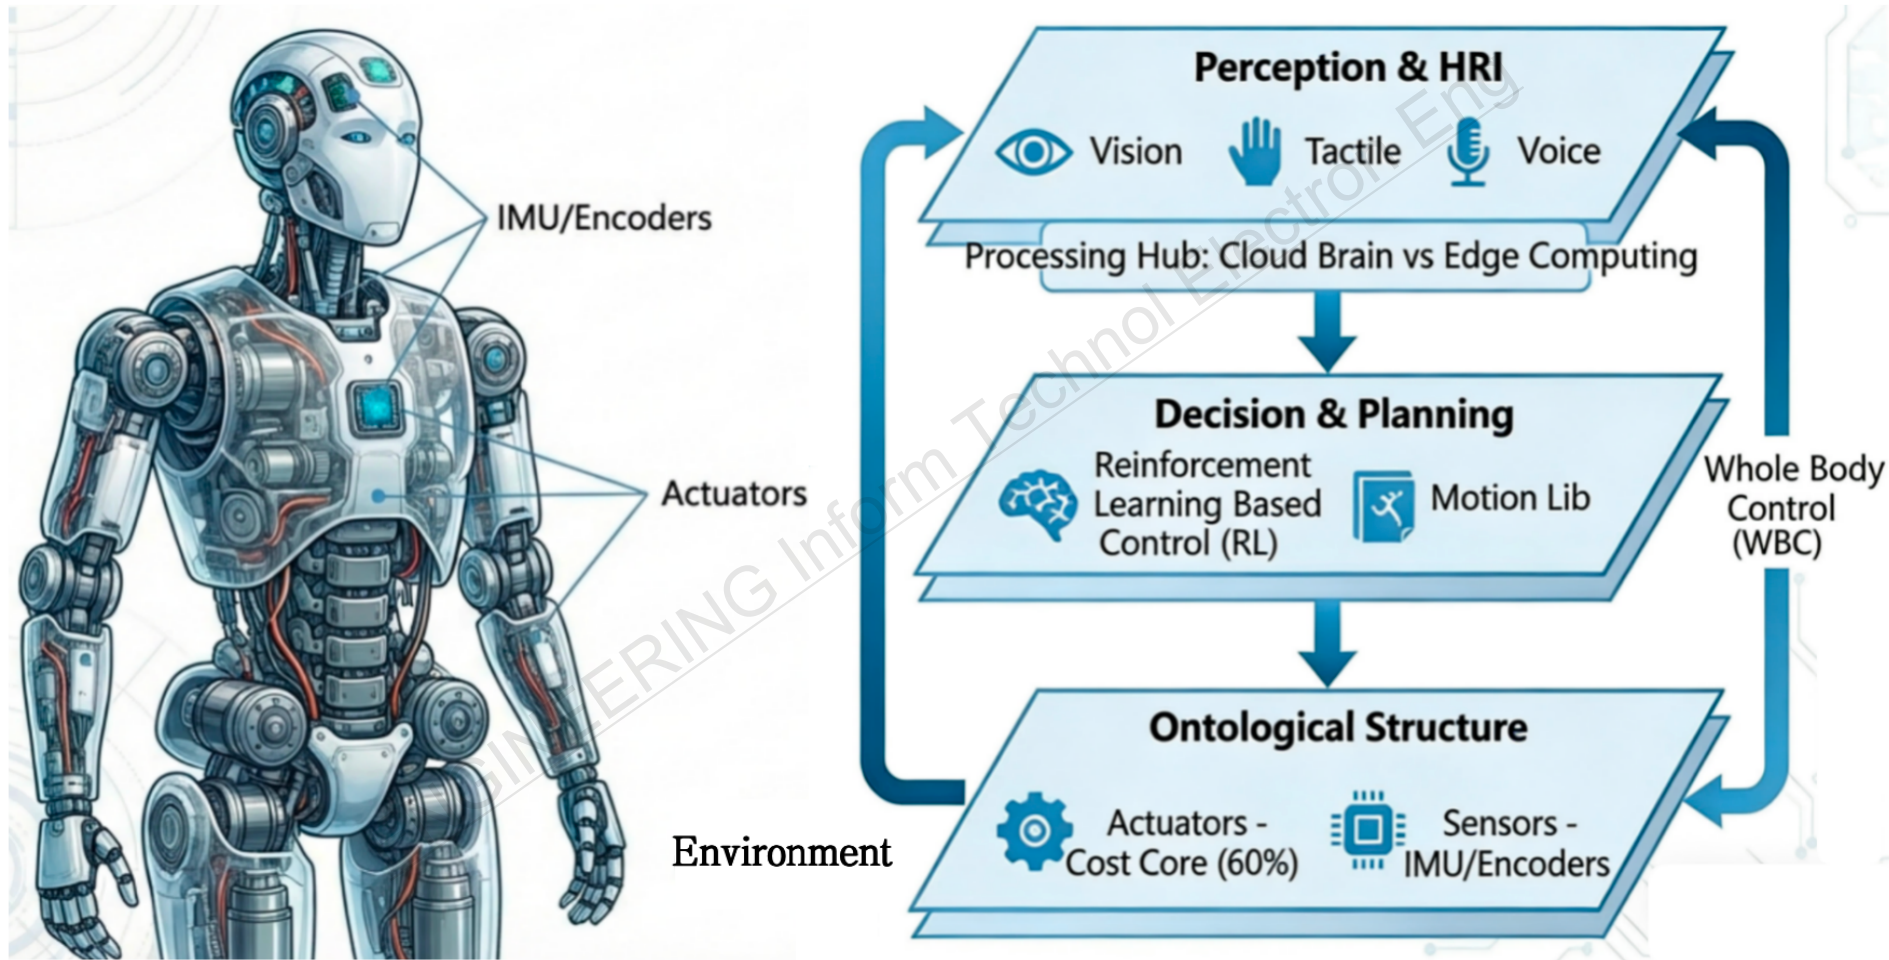 IMU/Encoders
Actuators
Environment
Perception & HRI
Vision
Tactile
Voice
Processing Hub: Cloud Brain vs Edge Computing
Decision & Planning
Reinforcement
Learning Based
Control (RL)
Motion Lib
Whole Body
Control
(WBC)
Ontological Structure
Actuators -
Cost Core (60%)
Sensors -
IMU/Encoders
GINEERING Inform Technol Electron Eng